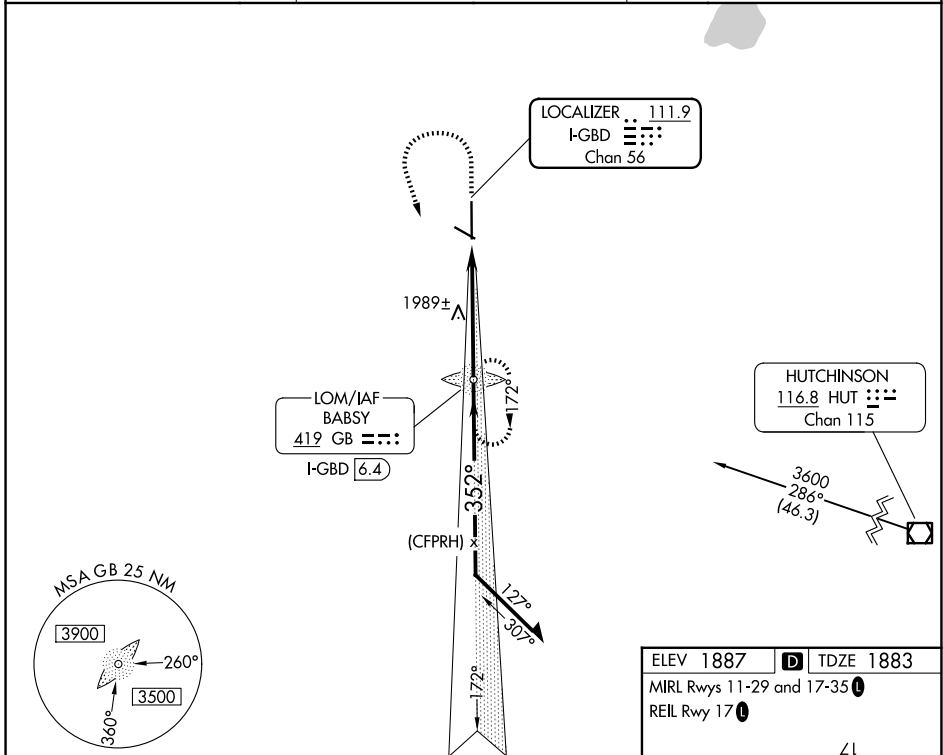 LOCALIZER 111.9
I-GBD
Chan 56
1989±
LOM/IAF
BABSY
419 GB
I-GBD 6.4
172°
352°
(CFPRH) x
127°
307°
172°
HUTCHINSON
116.8 HUT
Chan 115
3600
286°
(46.3)
MSA GB 25 NM
3900
260°
3500
360°
ELEV 1887 D TDZE 1883
MIRL Rwys 11-29 and 17-35 L
REIL Rwy 17 L
17